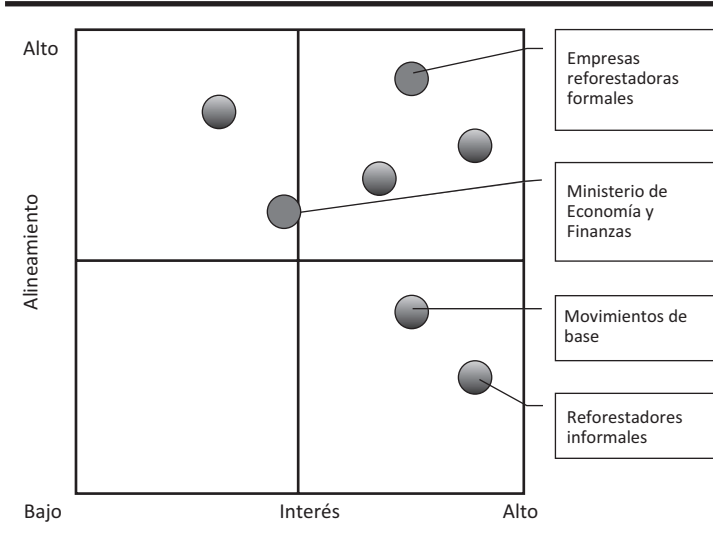 Alto
Empresas
reforestadoras
formales
Ministerio de
Economía y
Finanzas
Alineamiento
Movimientos de
base
Reforestadores
informales
Bajo
Interés
Alto